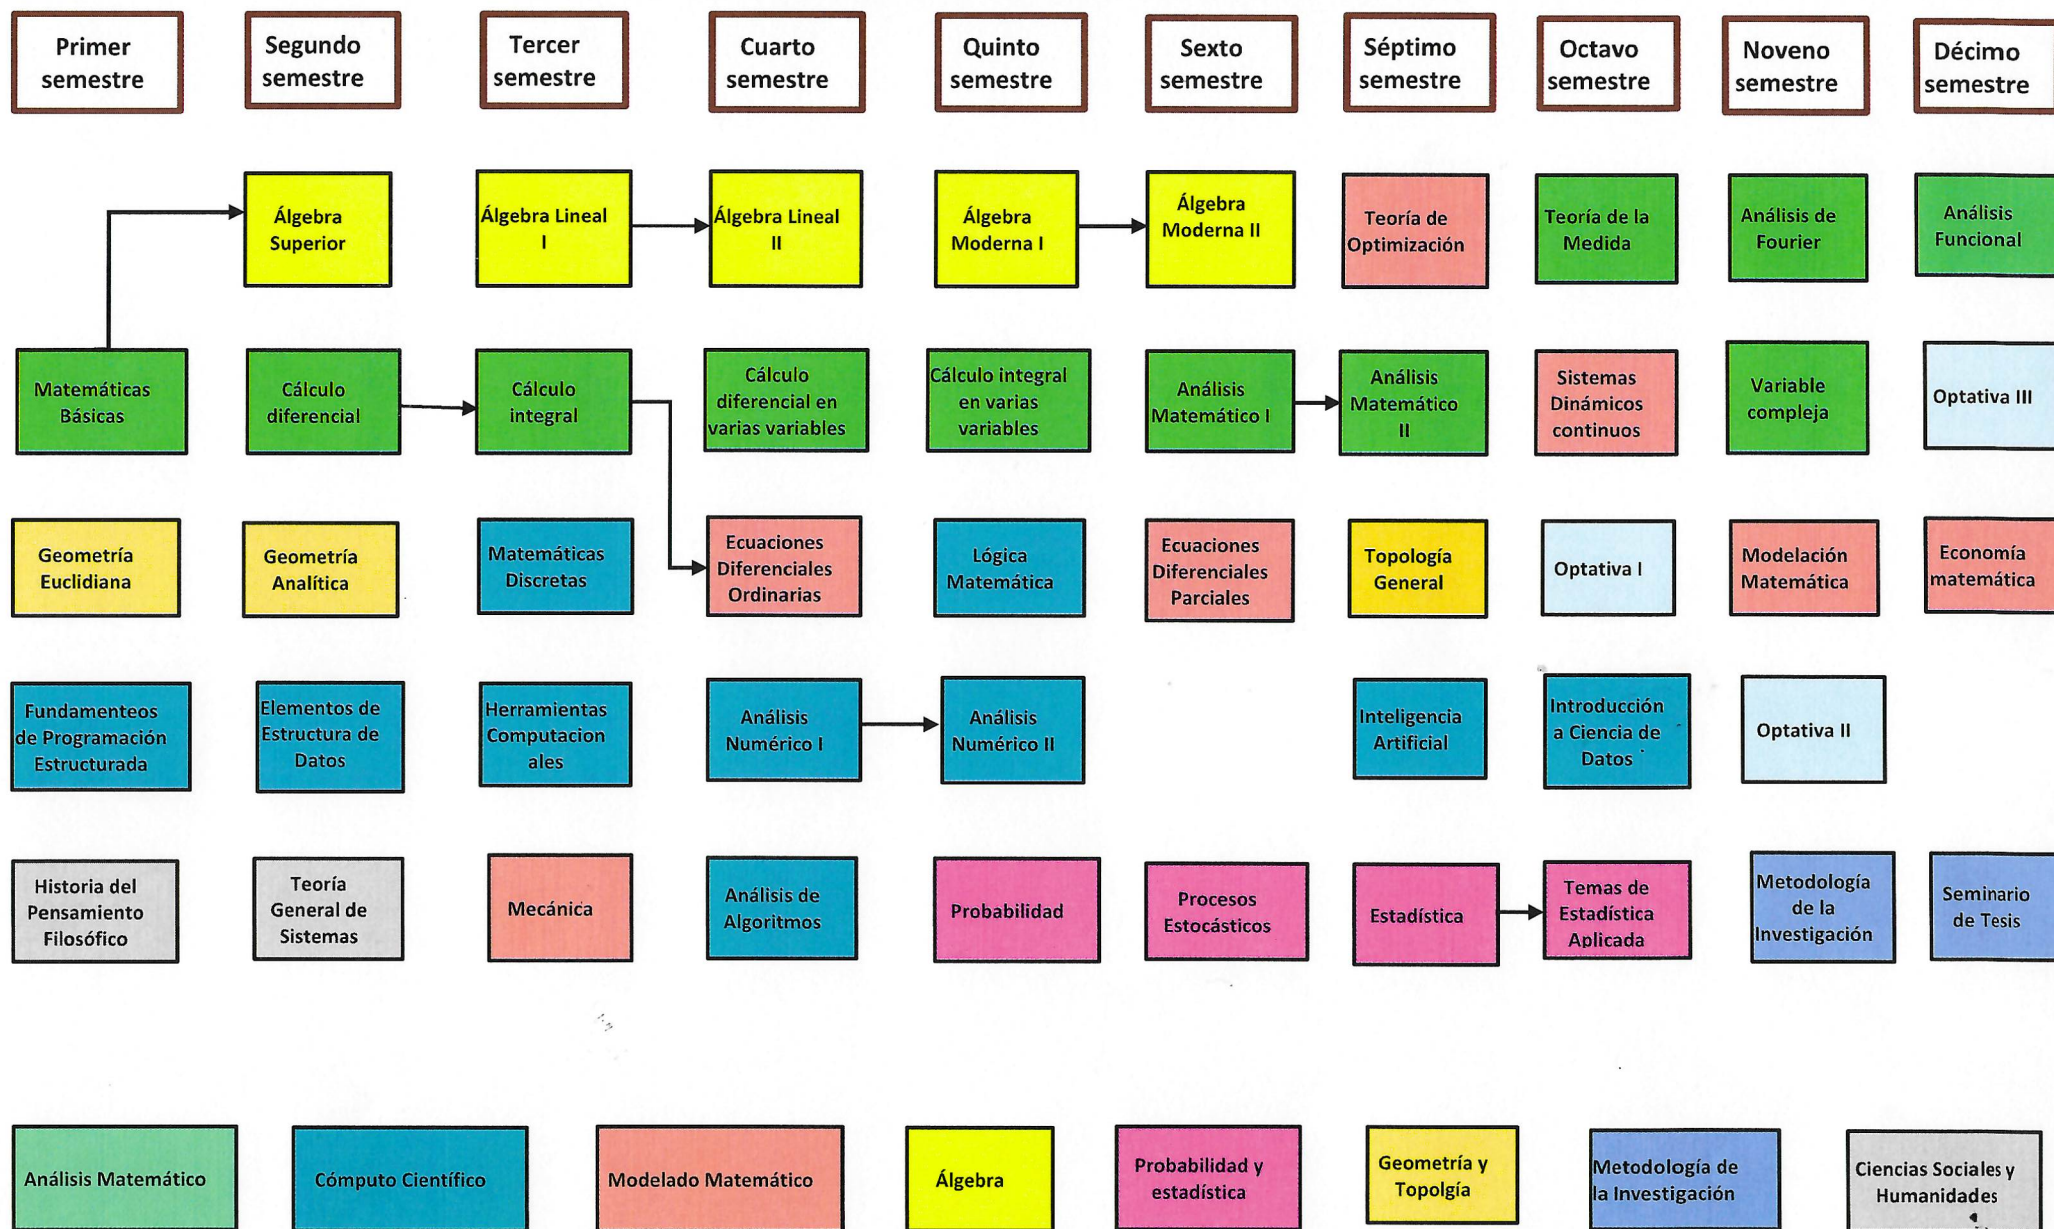 Primer
semestre
Segundo
semestre
Tercer
semestre
Cuarto
semestre
Quinto
semestre
Sexto
semestre
Séptimo
semestre
Octavo
semestre
Noveno
semestre
Décimo
semestre
Álgebra
Superior
Álgebra Lineal
I
Álgebra Lineal
II
Álgebra
Moderna I
Álgebra
Moderna II
Teoría de
Optimización
Teoría de la
Medida
Análisis de
Fourier
Análisis
Funcional
Matemáticas
Básicas
Cálculo
diferencial
Cálculo
integral
Cálculo
diferencial en
varias variables
Cálculo integral
en varias
variables
Análisis
Matemático I
Análisis
Matemático
II
Sistemas
Dinámicos
continuos
Variable
compleja
Optativa III
Geometría
Euclidiana
Geometría
Analítica
Matemáticas
Discretas
Ecuaciones
Diferenciales
Ordinarias
Lógica
Matemática
Ecuaciones
Diferenciales
Parciales
Topología
General
Optativa I
Modelación
Matemática
Economía
matemática
Fundamenteos
de Programación
Estructurada
Elementos de
Estructura de
Datos
Herramientas
Computacion
ales
Análisis
Numérico I
Análisis
Numérico II
Inteligencia
Artificial
Introducción
a Ciencia de
Datos
Optativa II
Historia del
Pensamiento
Filosófico
Teoría
General de
Sistemas
Mecánica
Análisis de
Algoritmos
Probabilidad
Procesos
Estocásticos
Estadística
Temas de
Estadística
Aplicada
Metodología
de la
Investigación
Seminario
de Tesis
Análisis Matemático
Cómputo Científico
Modelado Matemático
Álgebra
Probabilidad y
estadística
Geometría y
Topolgía
Metodología de
la Investigación
Ciencias Sociales y
Humanidades